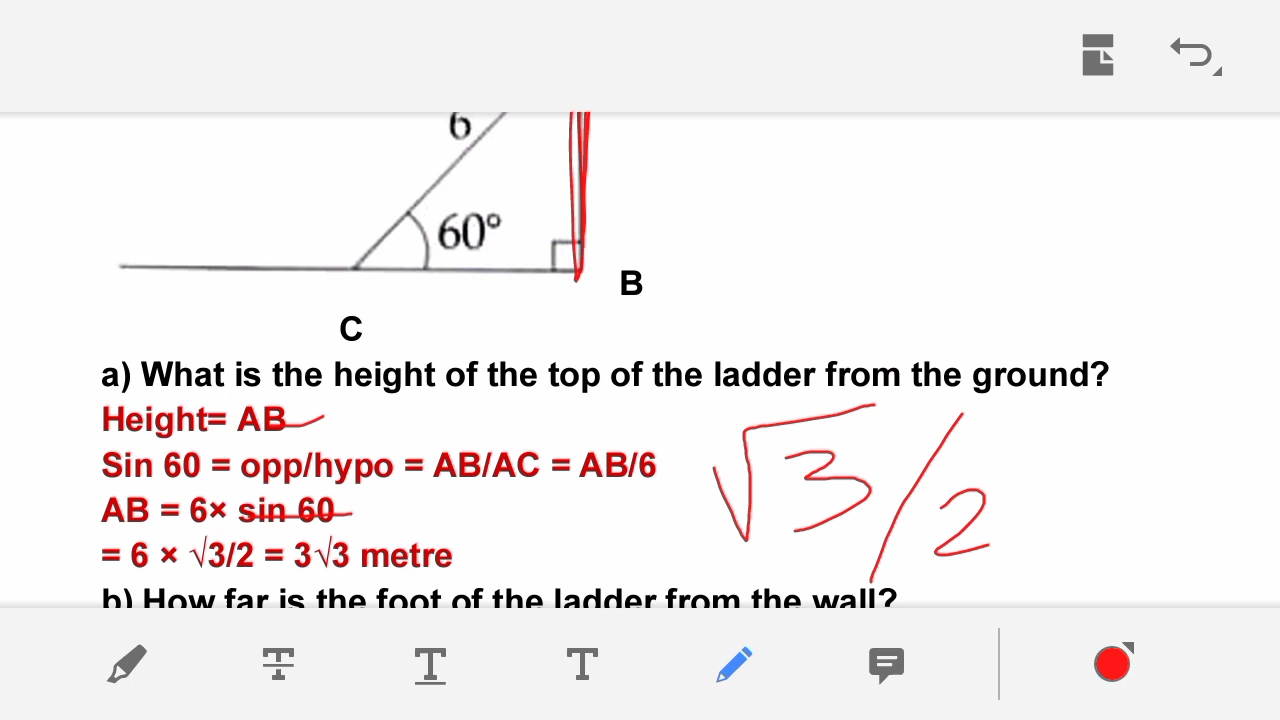 6
60°
B
C
a) What is the height of the top of the ladder from the ground?
Height= AB
Sin 60 = opp/hypo = AB/AC = AB/6
AB = 6× sin 60
= 6 × √3/2 = 3√3 metre
√3/2
b) How far is the foot of the ladder from the wall?
T
T
T